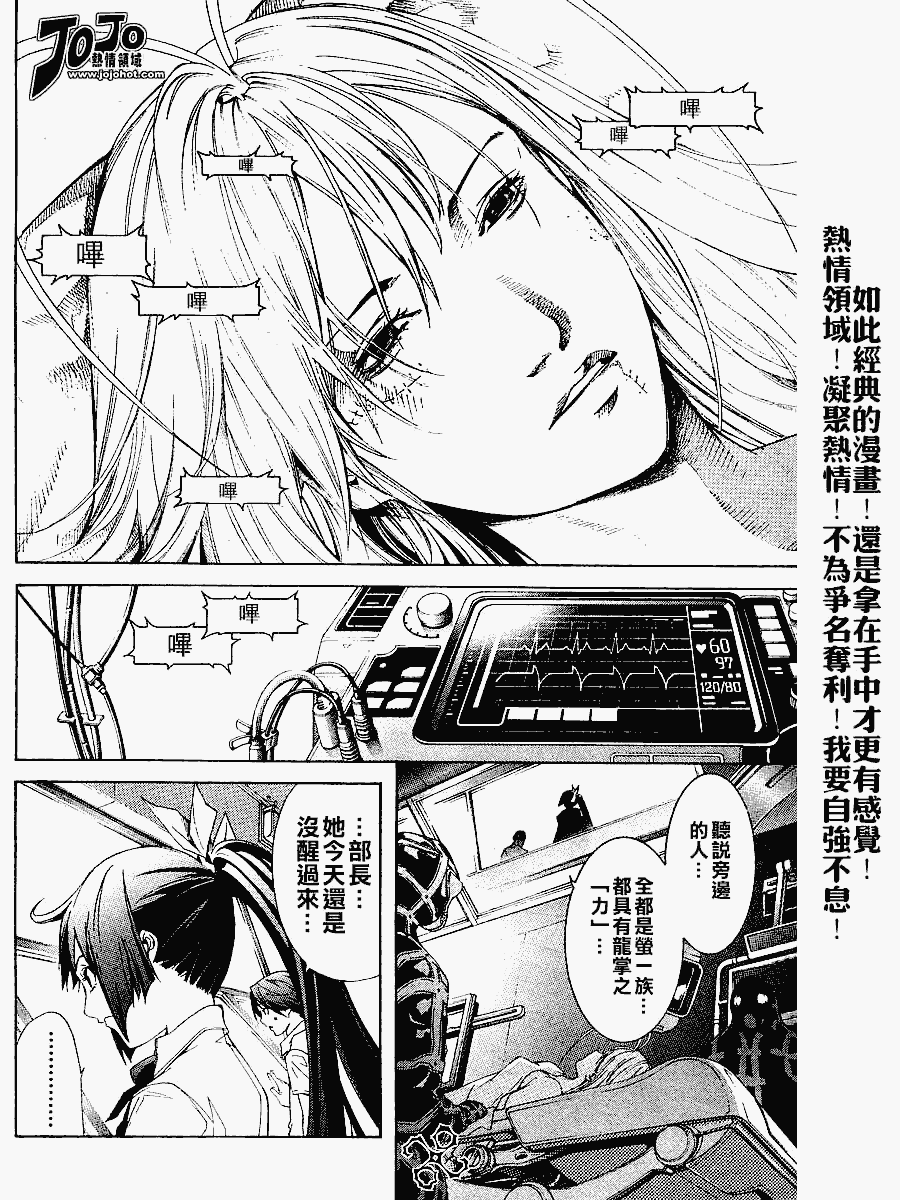 JOJO
熱情領域
www.jojohot.com
嗶
嗶
嗶
嗶
嗶
嗶
嗶
嗶
60
97
120/80
聽説旁邊
的人…
全都是螢一族…
都具有龍掌之
「力」…
…部長…
她今天還是
沒醒過來…
…………
如此經典的漫畫！還是拿在手中才更有感覺！
熱情領域！凝聚熱情！不為爭名奪利！我要自強不息！